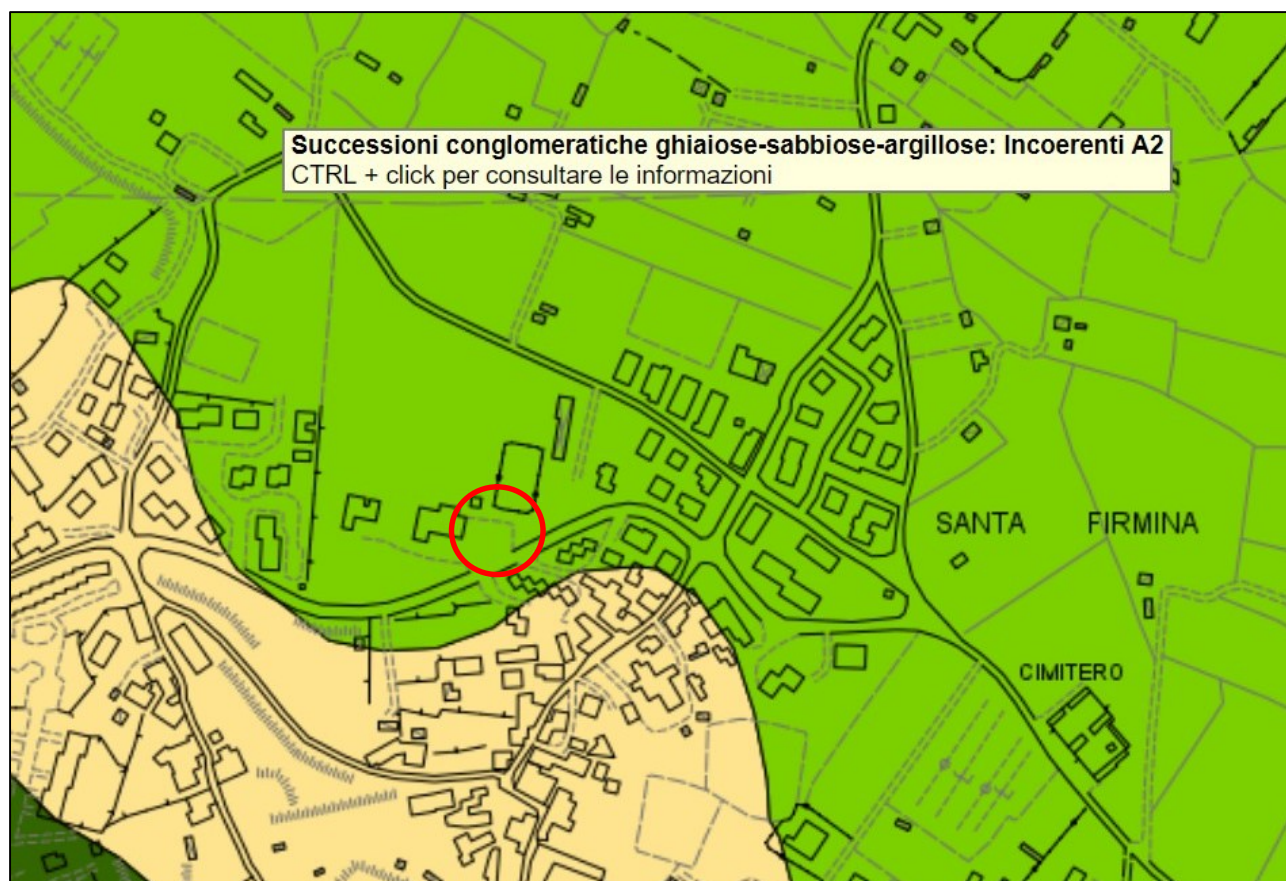 Successioni conglomeratiche ghiaiose-sabbiose-argillose: Incoerenti A2
CTRL + click per consultare le informazioni
SANTA FIRMINA
CIMITERO